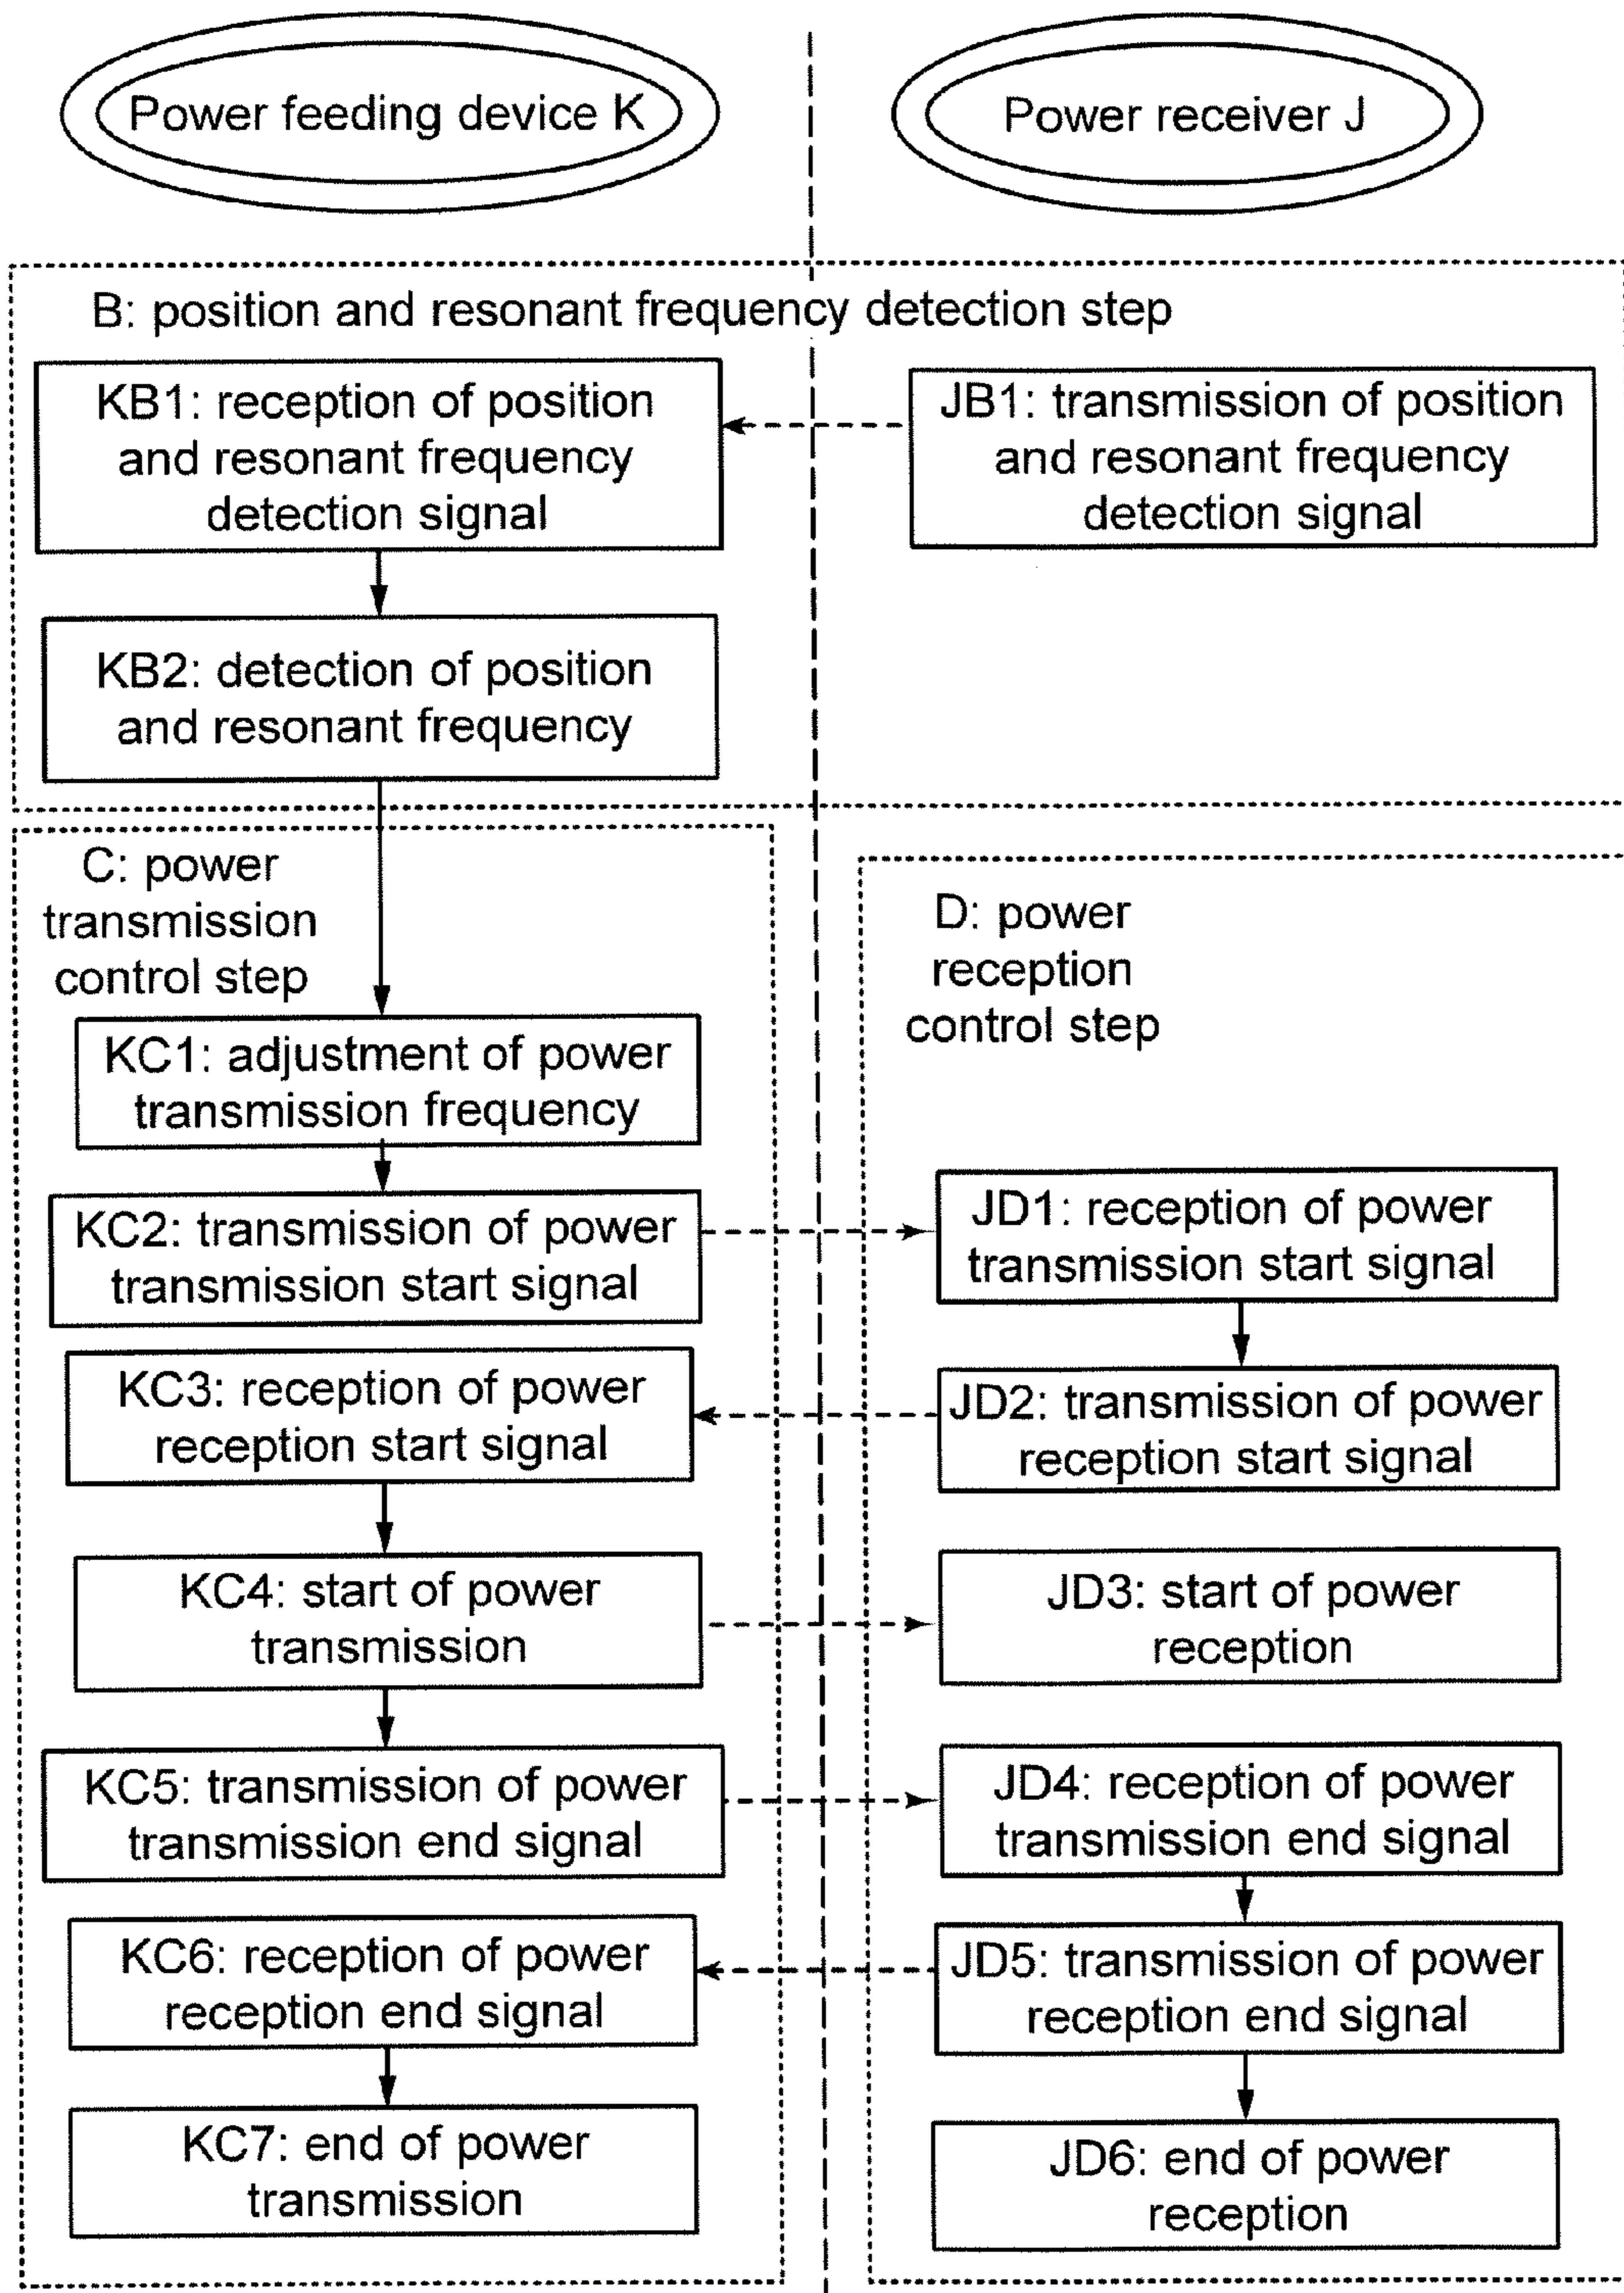 Power feeding device K
Power receiver J
B: position and resonant frequency detection step
KB1: reception of position
and resonant frequency
detection signal
JB1: transmission of position
and resonant frequency
detection signal
KB2: detection of position
and resonant frequency
C: power
transmission
control step
D: power
reception
control step
KC1: adjustment of power
transmission frequency
KC2: transmission of power
transmission start signal
JD1: reception of power
transmission start signal
KC3: reception of power
reception start signal
JD2: transmission of power
reception start signal
KC4: start of power
transmission
JD3: start of power
reception
KC5: transmission of power
transmission end signal
JD4: reception of power
transmission end signal
KC6: reception of power
reception end signal
JD5: transmission of power
reception end signal
KC7: end of power
transmission
JD6: end of power
reception